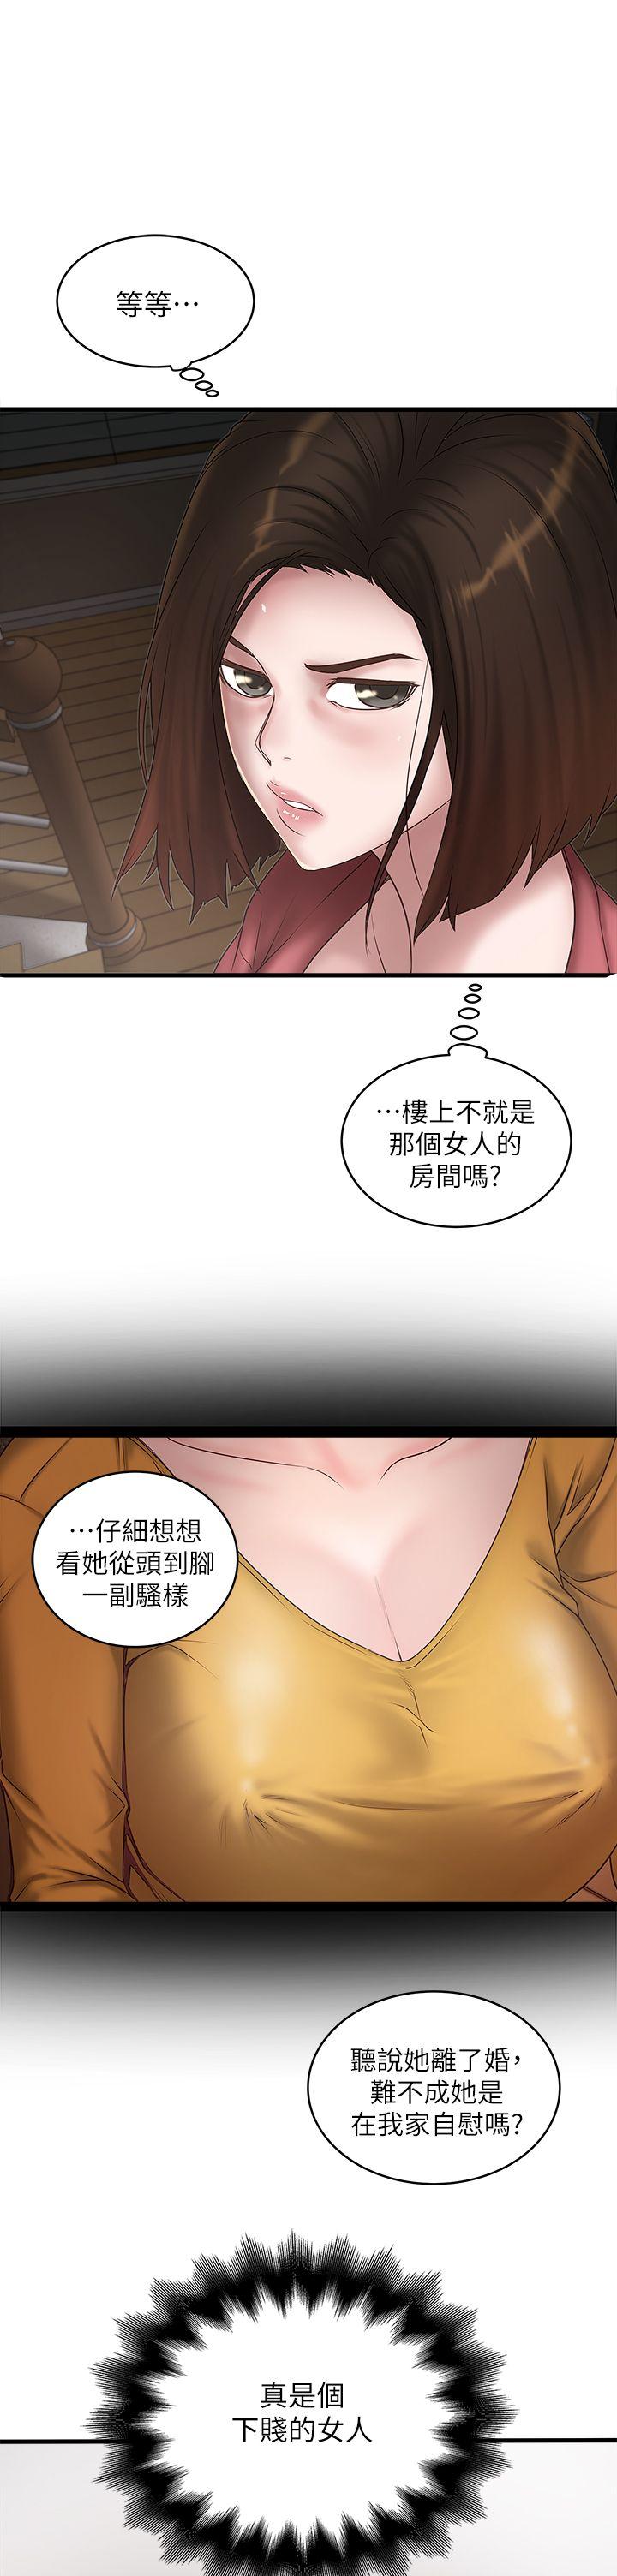 等等…
…樓上不就是
那個女人的
房間嗎?
…仔細想想
看她從頭到腳
一副騷樣
聽說她離了婚，
難不成她是
在我家自慰嗎?
真是個
下賤的女人